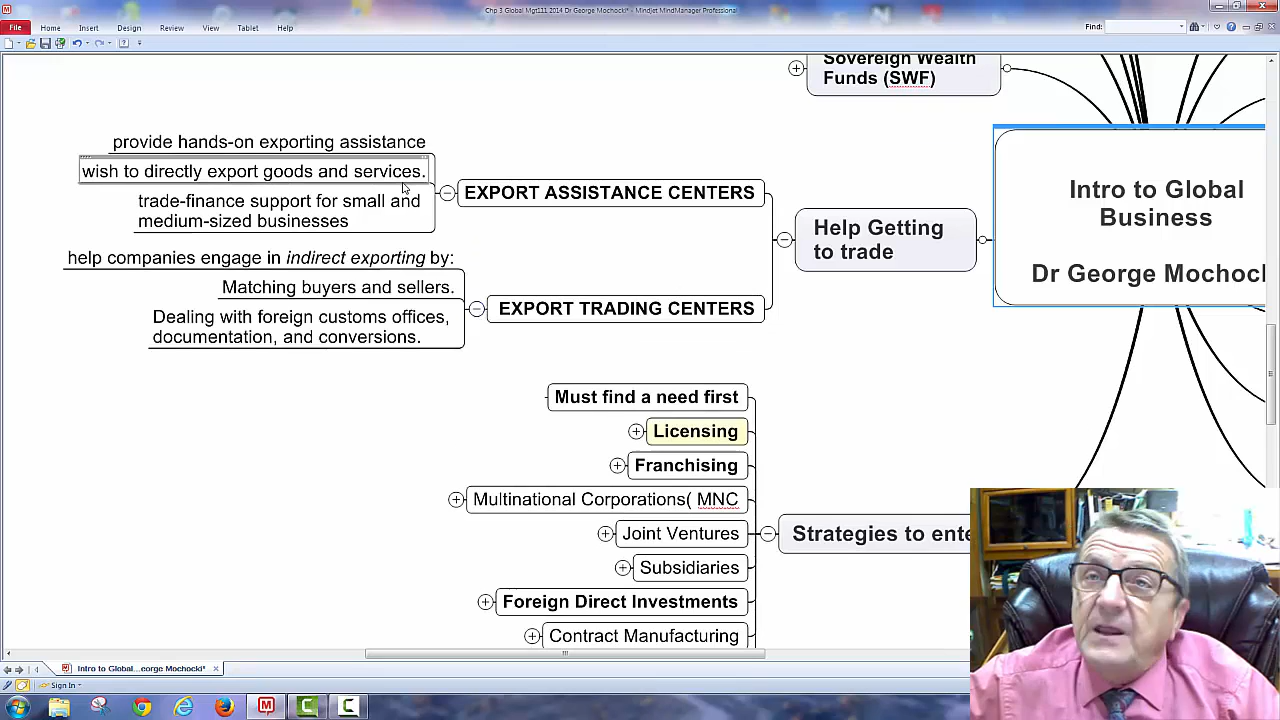 Chp 3 Global Mgt111 2014 Dr George Mochocki* - Mindjet MindManager Professional
File Home Insert Design Review View Tablet Help
Find:
Sovereign Wealth
Funds (SWF)
provide hands-on exporting assistance
wish to directly export goods and services.
trade-finance support for small and
medium-sized businesses
EXPORT ASSISTANCE CENTERS
help companies engage in indirect exporting by:
Matching buyers and sellers.
Dealing with foreign customs offices,
documentation, and conversions.
EXPORT TRADING CENTERS
Help Getting
to trade
Intro to Global
Business
Dr George Mochock
Must find a need first
Licensing
Franchising
Multinational Corporations( MNC
Joint Ventures
Subsidiaries
Foreign Direct Investments
Contract Manufacturing
Strategies to ente
Intro to Global...eorge Mochocki*
Sign In